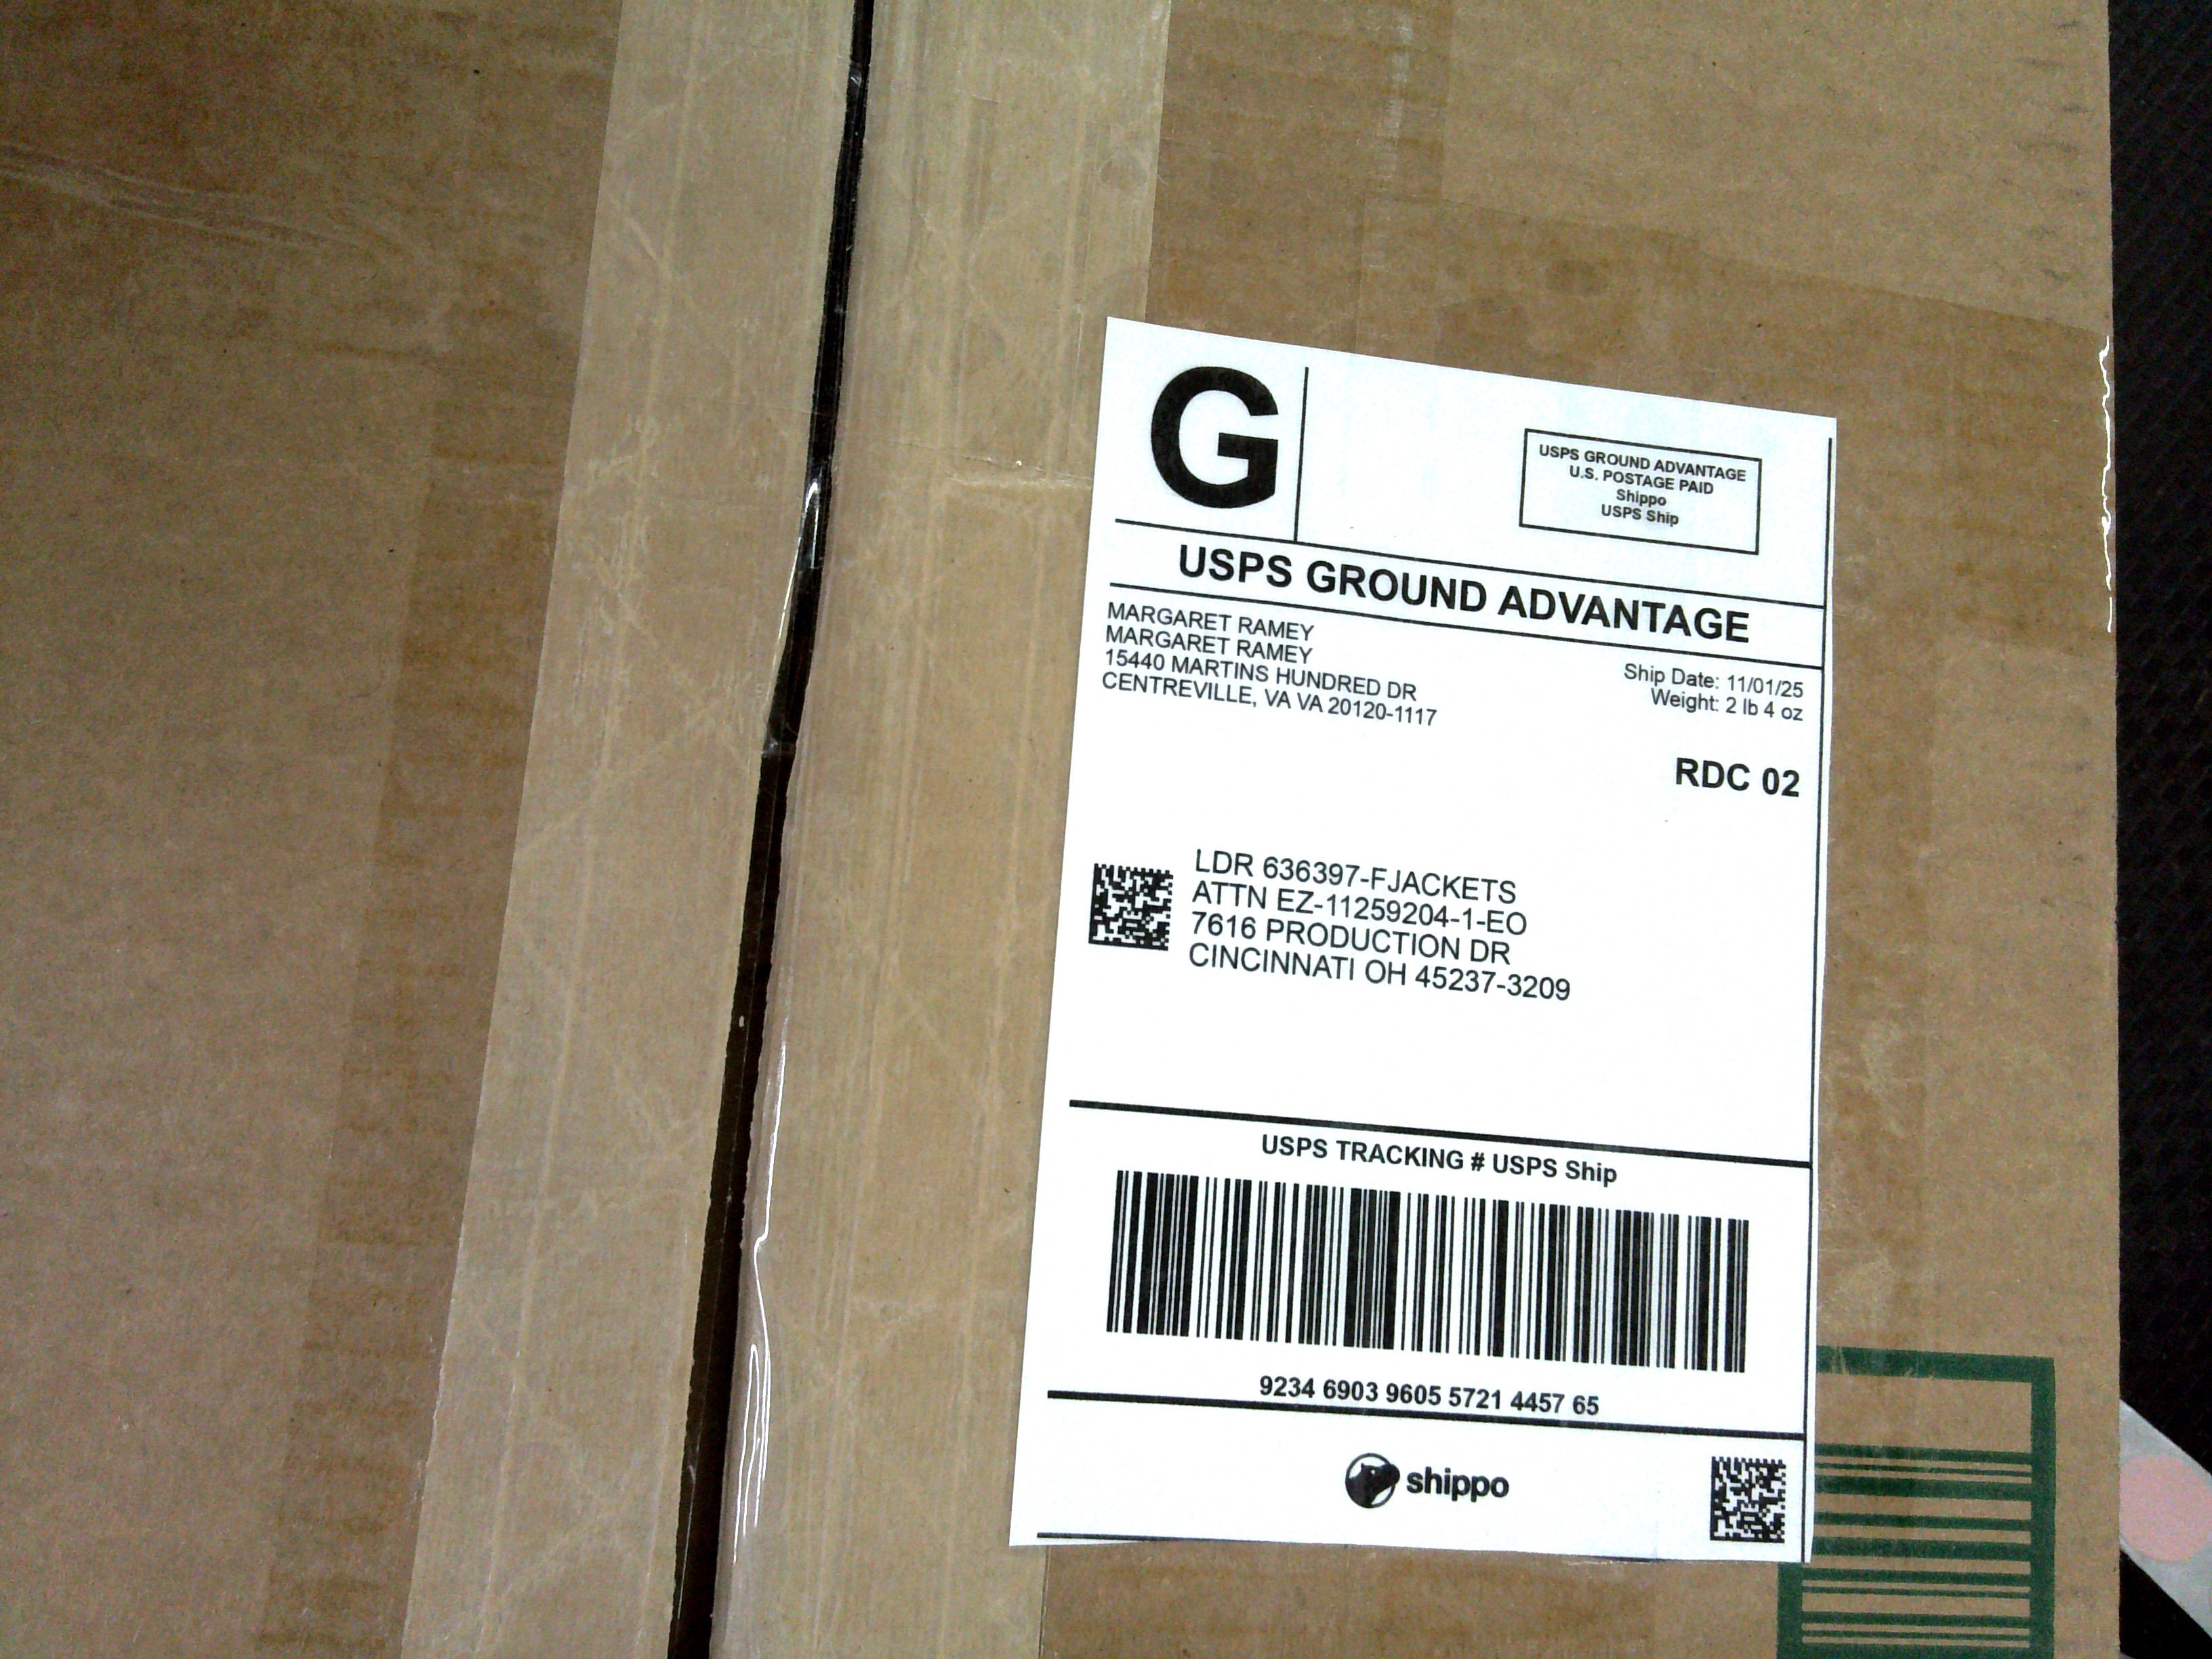 G
USPS GROUND ADVANTAGE
U.S. POSTAGE PAID
Shippo
USPS Ship
USPS GROUND ADVANTAGE
MARGARET RAMEY
MARGARET RAMEY
15440 MARTINS HUNDRED DR
CENTREVILLE, VA VA 20120-1117
Ship Date: 11/01/25
Weight: 2 lb 4 oz
RDC 02
LDR 636397-FJACKETS
ATTN EZ-11259204-1-EO
7616 PRODUCTION DR
CINCINNATI OH 45237-3209
USPS TRACKING # USPS Ship
9234 6903 9605 5721 4457 65
shippo